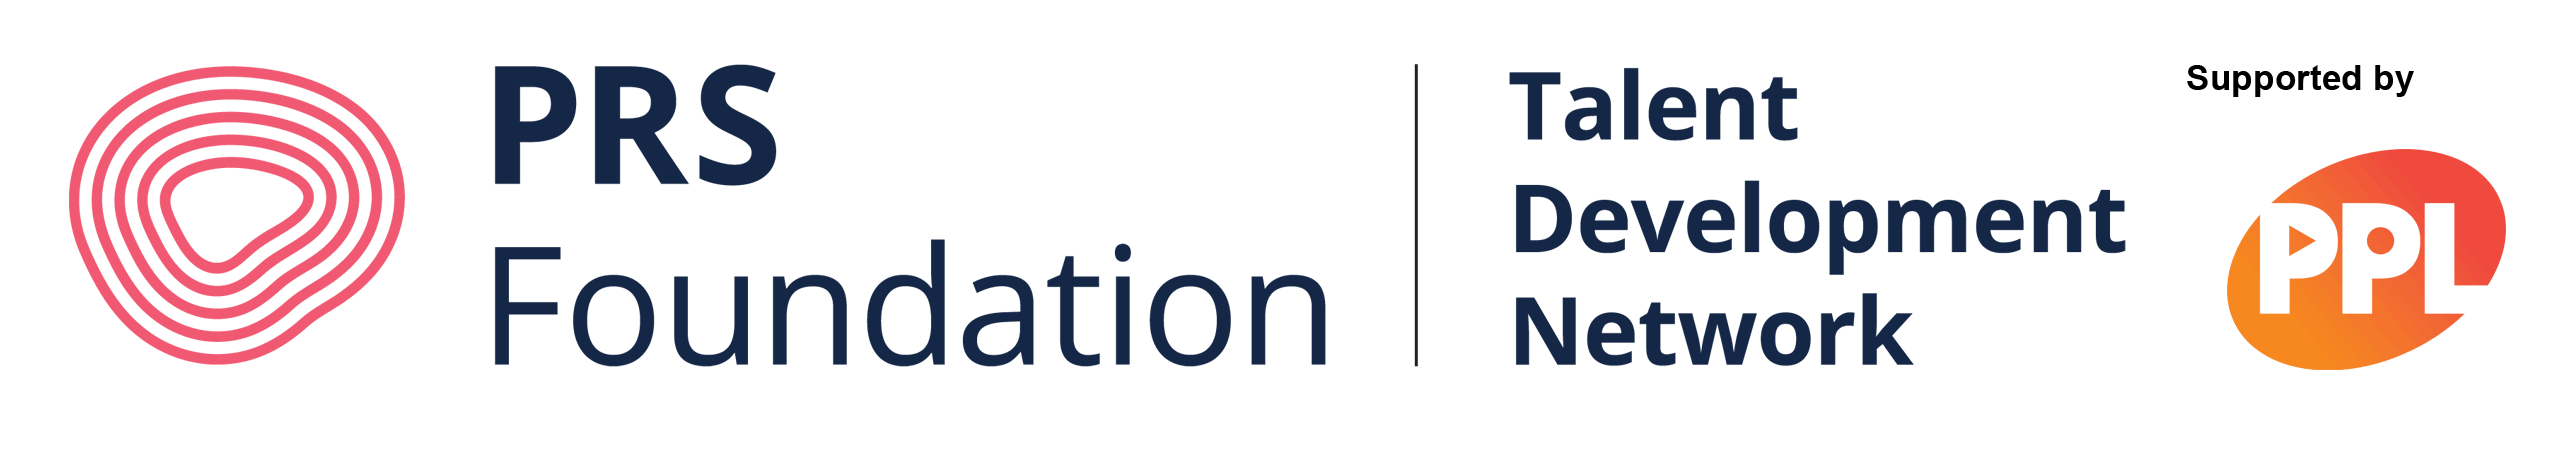 PRS
Foundation
Talent
Development
Network
Supported by
PPL